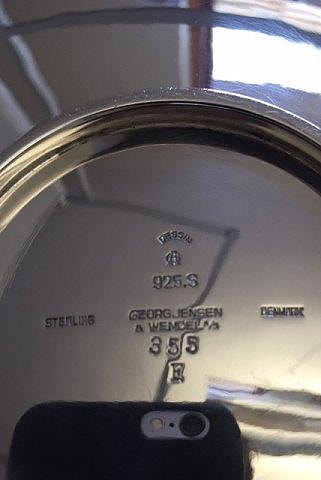 DESSIN
925.S
STERLING GEORG JENSEN DENMARK
& WENDEL A/S
355
E